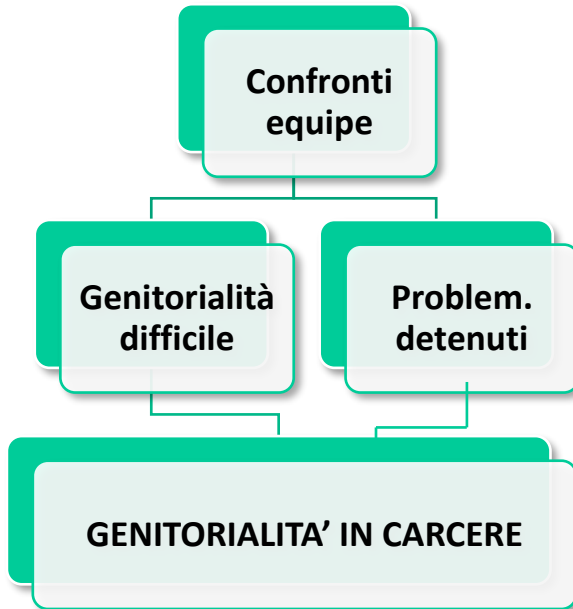 Confronti
equipe
Genitorialità
difficile
Problem.
detenuti
GENITORIALITA’ IN CARCERE